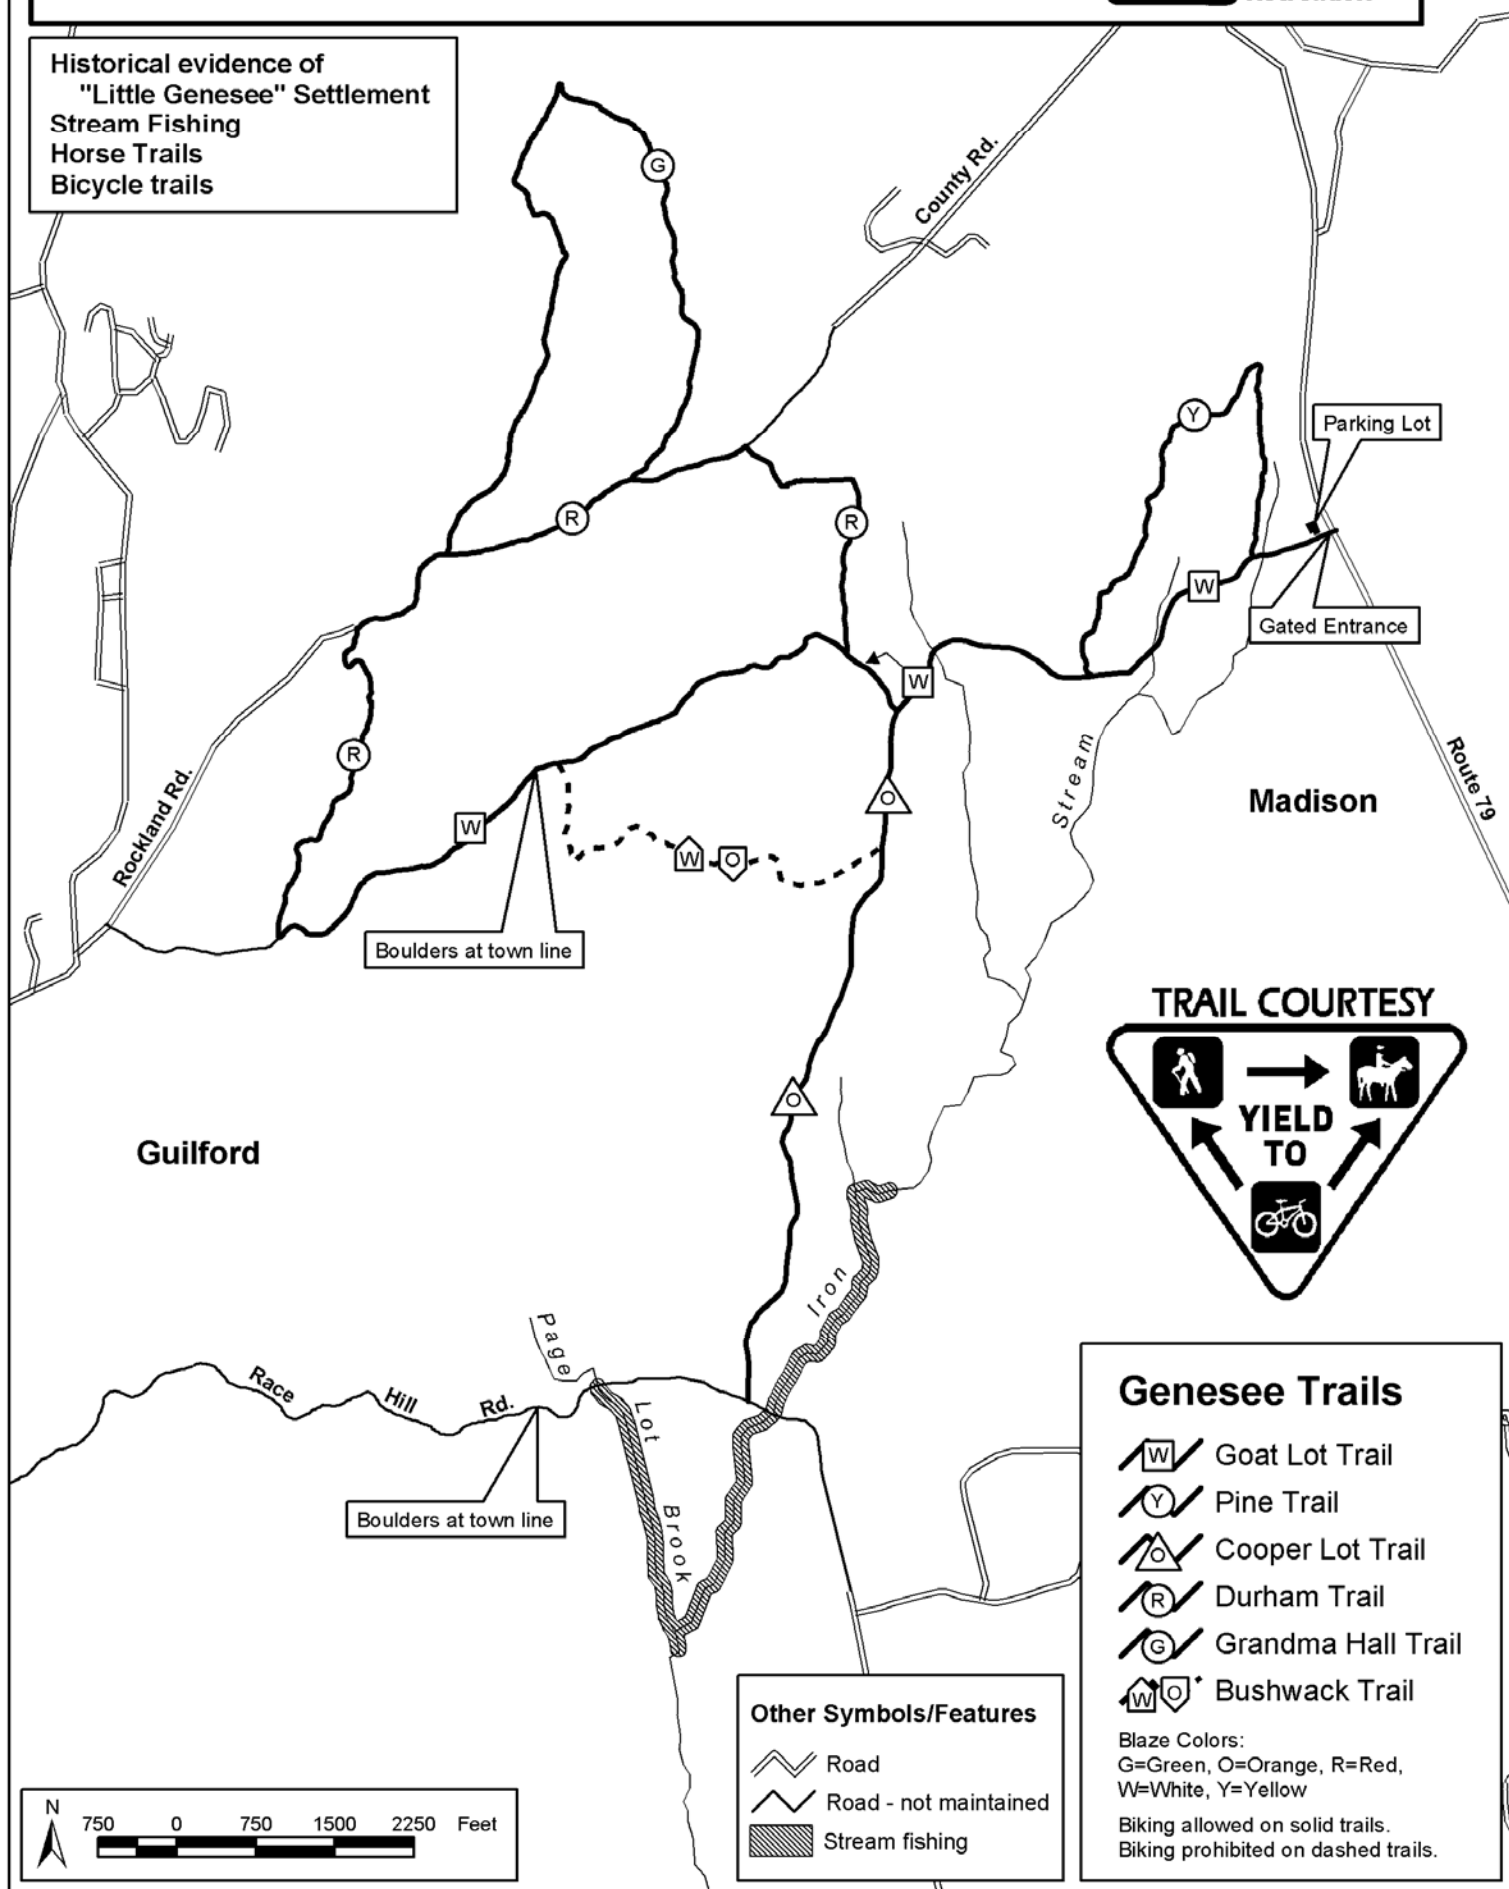 Historical evidence of
"Little Genesee" Settlement
Stream Fishing
Horse Trails
Bicycle trails
G
County Rd.
Y
Parking Lot
R
R
W
Gated Entrance
W
R
Rockland Rd.
Stream
Route 79
O
Madison
W
W O
Boulders at town line
TRAIL COURTESY
YIELD
TO
O
Guilford
Iron
Page
Lot
Brook
Race Hill Rd.
Boulders at town line
Genesee Trails
W Goat Lot Trail
Y Pine Trail
O Cooper Lot Trail
R Durham Trail
G Grandma Hall Trail
W O Bushwack Trail
Blaze Colors:
G=Green, O=Orange, R=Red,
W=White, Y=Yellow
Biking allowed on solid trails.
Biking prohibited on dashed trails.
Other Symbols/Features
Road
Road - not maintained
Stream fishing
N
750 0 750 1500 2250 Feet